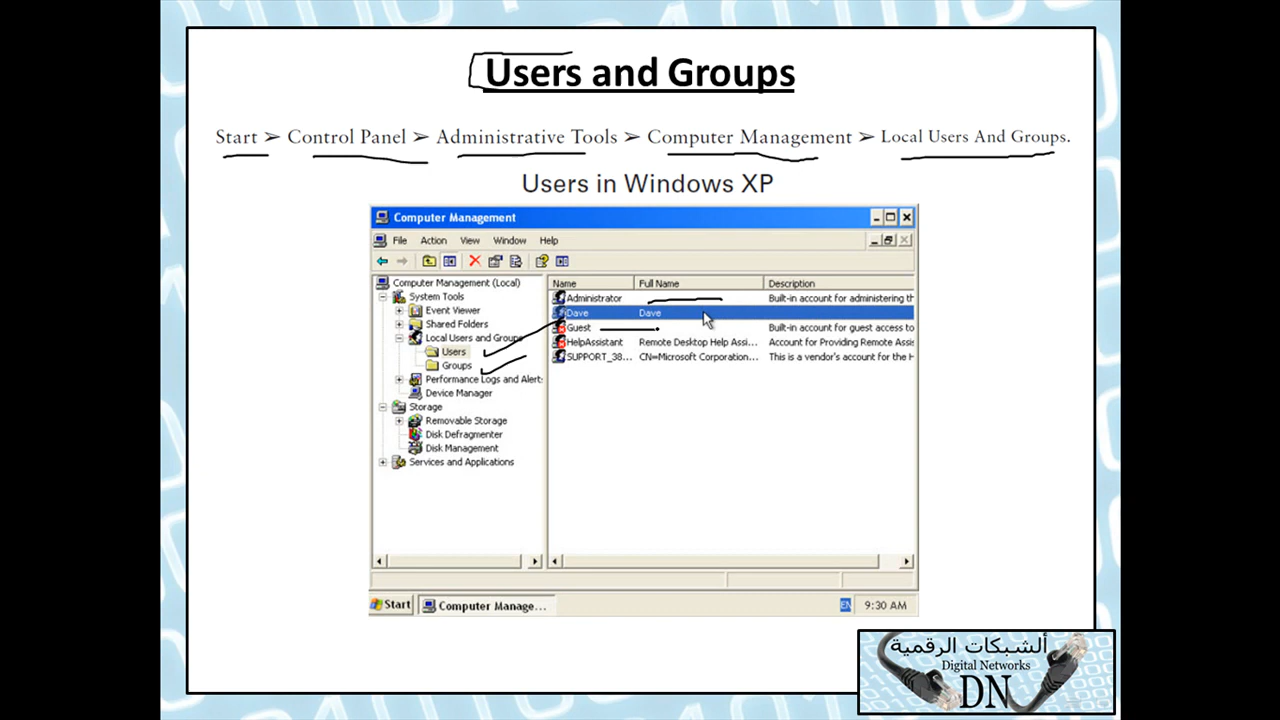 Users and Groups
Start ➢ Control Panel ➢ Administrative Tools ➢ Computer Management ➢ Local Users And Groups.
Users in Windows XP
Computer Management
File Action View Window Help
Computer Management (Local)
System Tools
Event Viewer
Shared Folders
Local Users and Groups
Users
Groups
Performance Logs and Alert:
Device Manager
Storage
Removable Storage
Disk Defragmenter
Disk Management
Services and Applications
Name Full Name Description
Administrator Built-in account for administering th
Dave Dave
Guest Built-in account for guest access to
HelpAssistant Remote Desktop Help Assi... Account for Providing Remote Assis
SUPPORT_38... CN=Microsoft Corporation... This is a vendor's account for the H
Start Computer Manage... EN 9:30 AM
ألشبكات الرقمية
Digital Networks
DN